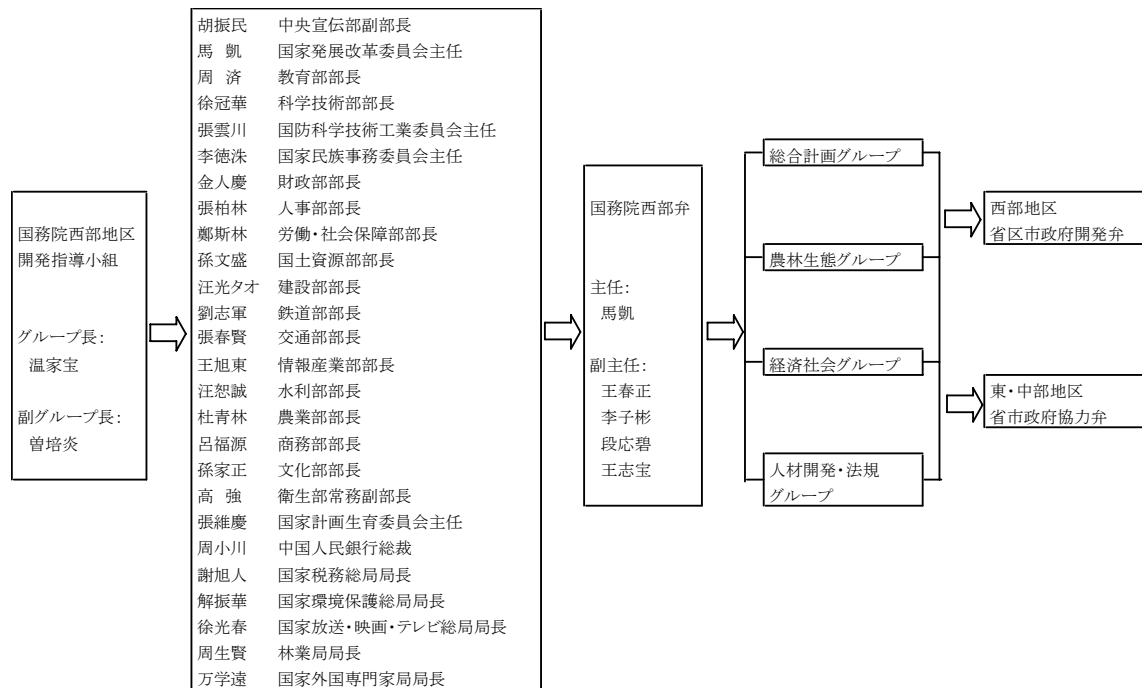 国務院西部地区
開発指導小組
グループ長:
温家宝
副グループ長:
曽培炎
胡振民 中央宣伝部副部長
馬 凱 国家発展改革委員会主任
周 済 教育部部長
徐冠華 科学技術部部長
張雲川 国防科学技術工業委員会主任
李徳洙 国家民族事務委員会主任
金人慶 財政部部長
張柏林 人事部部長
鄭斯林 労働・社会保障部部長
孫文盛 国土資源部部長
汪光タオ 建設部部長
劉志軍 鉄道部部長
張春賢 交通部部長
王旭東 情報産業部部長
汪恕誠 水利部部長
杜青林 農業部部長
呂福源 商務部部長
孫家正 文化部部長
高 強 衛生部常務副部長
張維慶 国家計画生育委員会主任
周小川 中国人民銀行総裁
謝旭人 国家税務総局局長
解振華 国家環境保護総局局長
徐光春 国家放送・映画・テレビ総局局長
周生賢 林業局局長
万学遠 国家外国専門家局局長
国務院西部弁
主任:
馬凱
副主任:
王春正
李子彬
段応碧
王志宝
総合計画グループ
農林生態グループ
経済社会グループ
人材開発・法規
グループ
西部地区
省区市政府開発弁
東・中部地区
省市政府協力弁